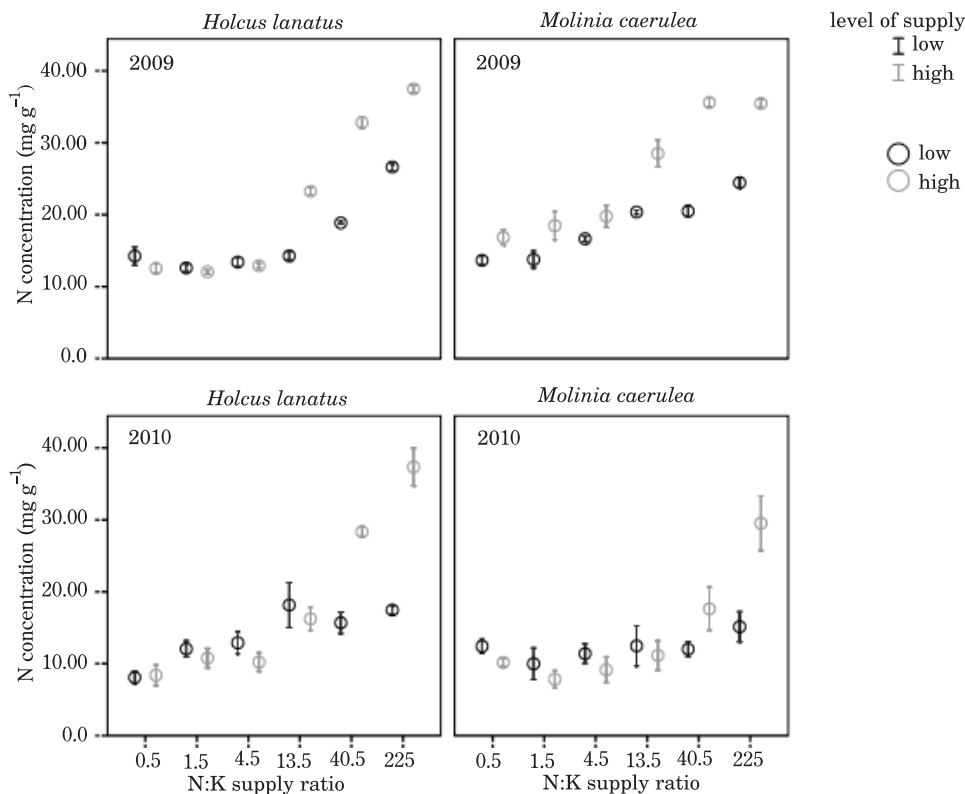 Holcus lanatus
Molinia caerulea
level of supply
low
high
low
high
2009
2009
N concentration (mg g⁻¹)
40.00
30.00
20.00
10.00
0.0
Holcus lanatus
Molinia caerulea
2010
2010
N concentration (mg g⁻¹)
40.00
30.00
20.00
10.00
0.0
0.5 1.5 4.5 13.5 40.5 225
0.5 1.5 4.5 13.5 40.5 225
N:K supply ratio
N:K supply ratio